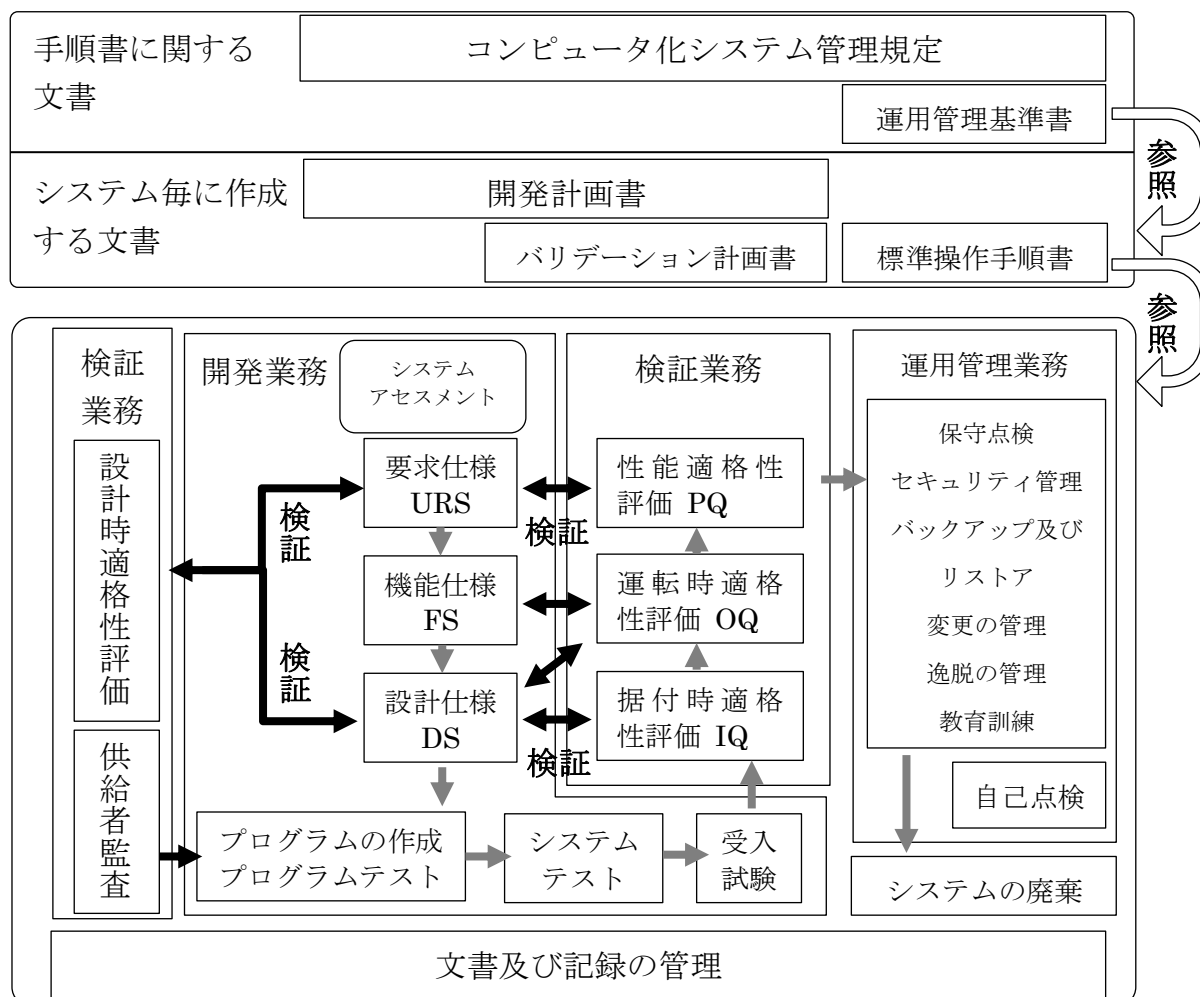 手順書に関する
文書
コンピュータ化システム管理規定
運用管理基準書
参
照
システム毎に作成
する文書
開発計画書
バリデーション計画書
標準操作手順書
参
照
検証
業務
設計時適格性評価
供給者監査
開発業務
システム
アセスメント
要求仕様
URS
検証
機能仕様
FS
検証
設計仕様
DS
プログラムの作成
プログラムテスト
システム
テスト
受入
試験
検証業務
性能適格性
評価 PQ
検証
運転時適格
性評価 OQ
据付時適格
性評価 IQ
検証
運用管理業務
保守点検
セキュリティ管理
バックアップ及び
リストア
変更の管理
逸脱の管理
教育訓練
自己点検
システムの廃棄
文書及び記録の管理